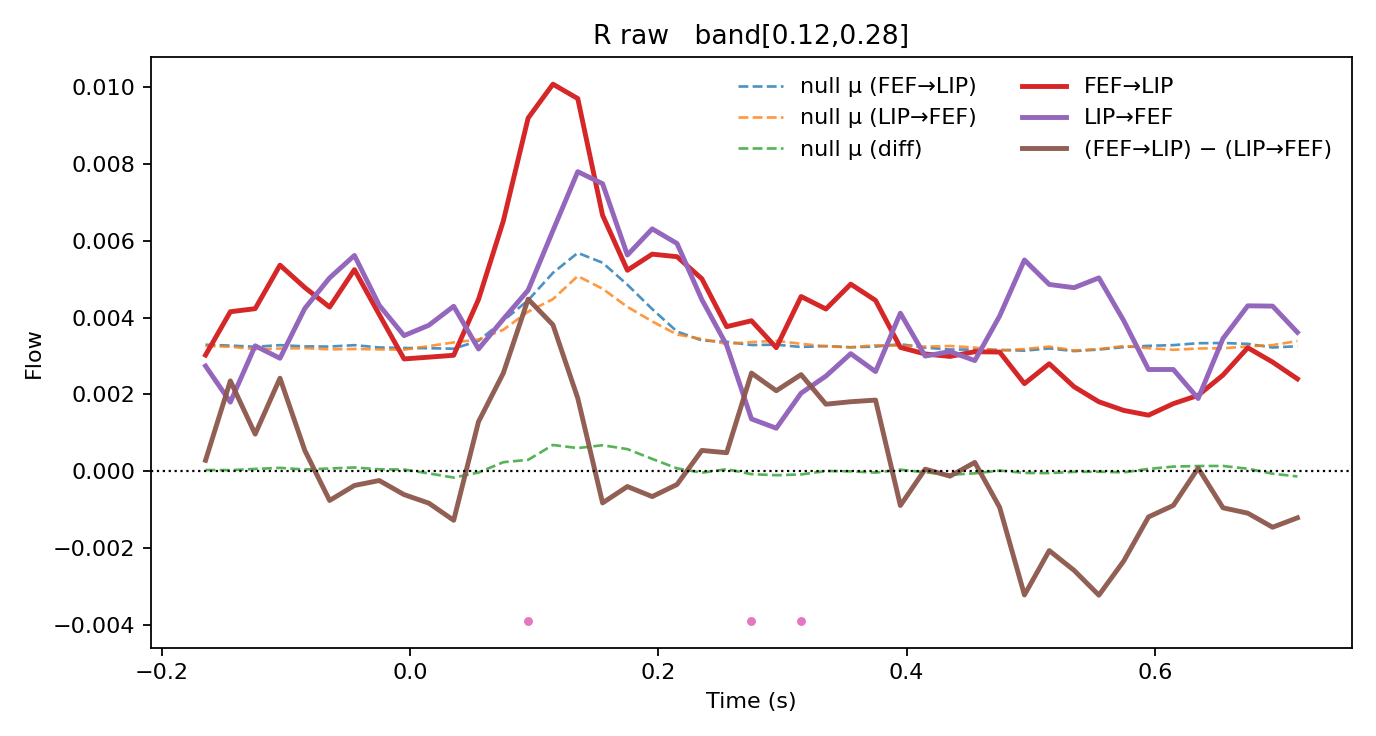 R raw   band[0.12,0.28]
null μ (FEF→LIP)
null μ (LIP→FEF)
null μ (diff)
FEF→LIP
LIP→FEF
(FEF→LIP) − (LIP→FEF)
Flow
0.010
0.008
0.006
0.004
0.002
0.000
−0.002
−0.004
−0.2
0.0
0.2
0.4
0.6
Time (s)